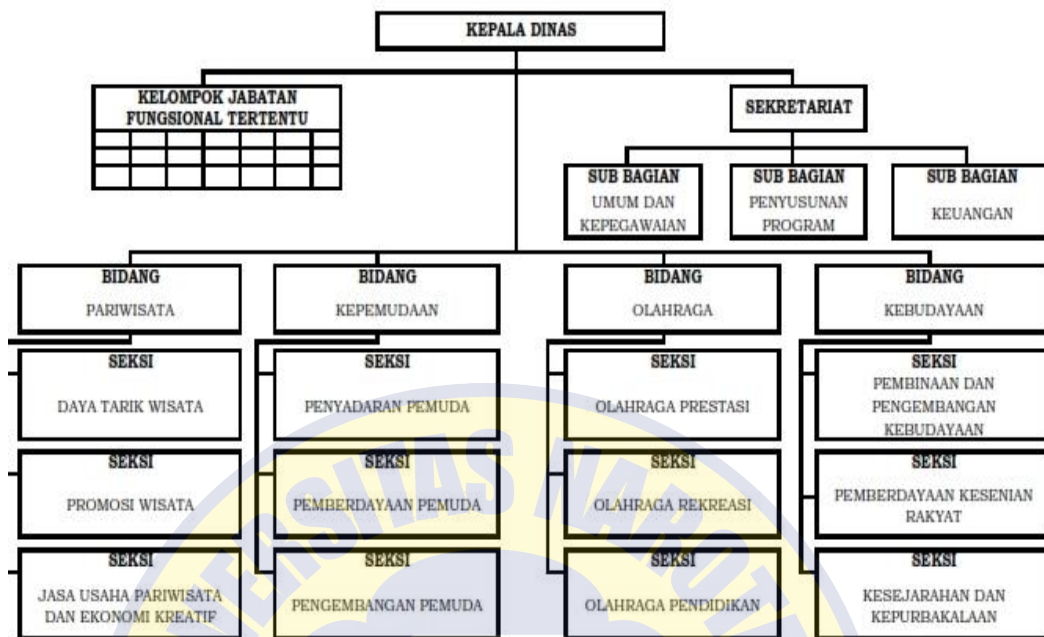 KEPALA DINAS
KELOMPOK JABATAN
FUNGSIONAL TERTENTU
SEKRETARIAT
SUB BAGIAN
UMUM DAN
KEPEGAWAIAN
SUB BAGIAN
PENYUSUNAN
PROGRAM
SUB BAGIAN
KEUANGAN
BIDANG
PARIWISATA
BIDANG
KEPEMUDAAN
BIDANG
OLAHRAGA
BIDANG
KEBUDAYAAN
SEKSI
DAYA TARIK WISATA
SEKSI
PENYADARAN PEMUDA
SEKSI
OLAHRAGA PRESTASI
SEKSI
PEMBINAAN DAN
PENGEMBANGAN
KEBUDAYAAN
SEKSI
PROMOSI WISATA
SEKSI
PEMBERDAYAAN PEMUDA
SEKSI
OLAHRAGA REKREASI
SEKSI
PEMBERDAYAAN KESENIAN
RAKYAT
SEKSI
JASA USAHA PARIWISATA
DAN EKONOMI KREATIF
SEKSI
PENGEMBANGAN PEMUDA
SEKSI
OLAHRAGA PENDIDIKAN
SEKSI
KESEJARAHAN DAN
KEPURBAKALAAN